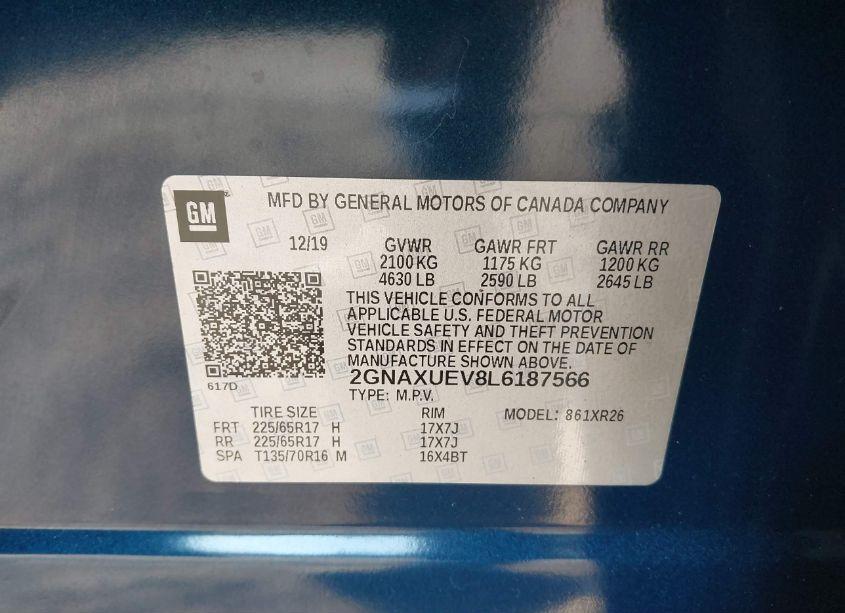 GM
MFD BY GENERAL MOTORS OF CANADA COMPANY
12/19 GVWR GAWR FRT GAWR RR
2100 KG 1175 KG 1200 KG
4630 LB 2590 LB 2645 LB
THIS VEHICLE CONFORMS TO ALL
APPLICABLE U.S. FEDERAL MOTOR
VEHICLE SAFETY AND THEFT PREVENTION
STANDARDS IN EFFECT ON THE DATE OF
MANUFACTURE SHOWN ABOVE.
617D
2GNAXUEV8L6187566
TYPE: M.P.V.
TIRE SIZE RIM MODEL: 861XR26
FRT 225/65R17 H 17X7J
RR 225/65R17 H 17X7J
SPA T135/70R16 M 16X4BT